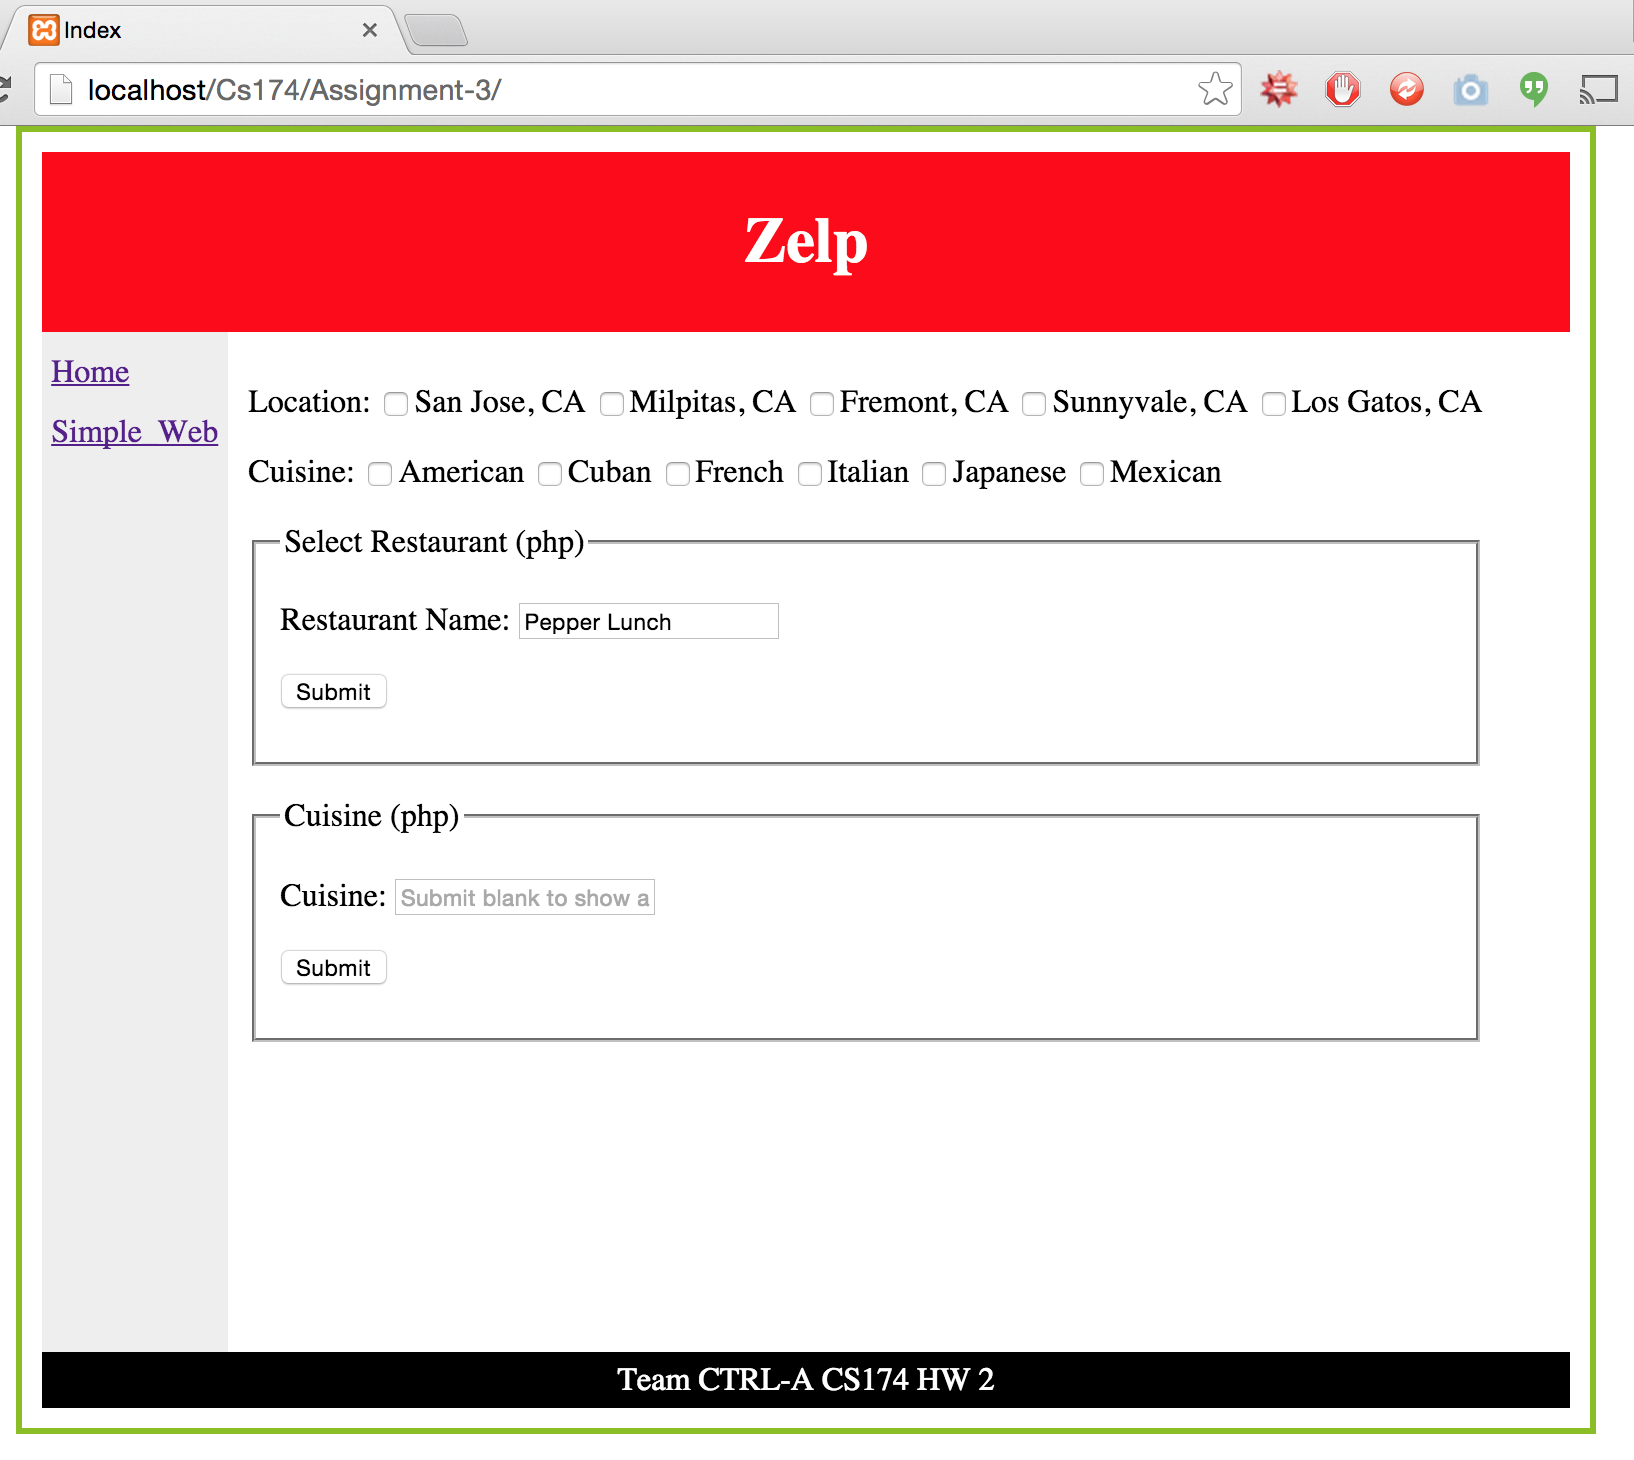 Index
localhost/Cs174/Assignment-3/
Zelp
Home
Simple_Web
Location: San Jose, CA Milpitas, CA Fremont, CA Sunnyvale, CA Los Gatos, CA
Cuisine: American Cuban French Italian Japanese Mexican
Select Restaurant (php)
Restaurant Name: Pepper Lunch
Submit
Cuisine (php)
Cuisine: Submit blank to show a
Submit
Team CTRL-A CS174 HW 2